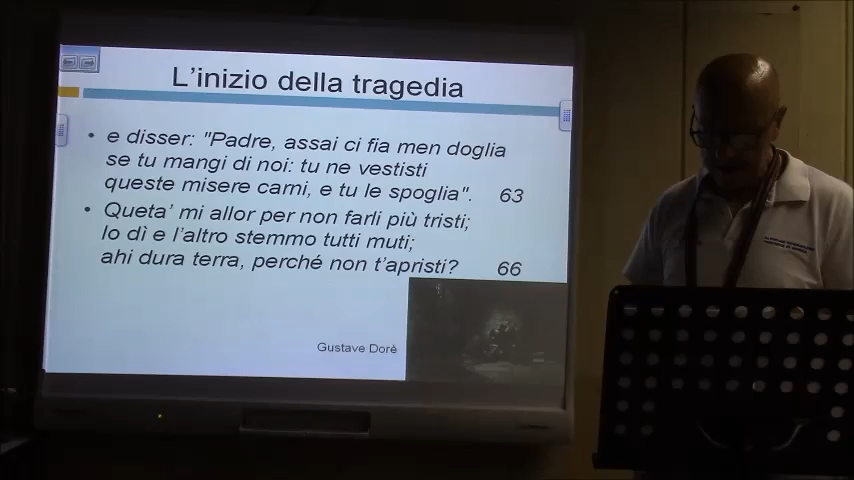 L'inizio della tragedia
• e disser: "Padre, assai ci fia men doglia
se tu mangi di noi: tu ne vestisti
queste misere carni, e tu le spoglia". 63
• Queta' mi allor per non farli più tristi;
lo dì e l'altro stemmo tutti muti;
ahi dura terra, perché non t'apristi? 66
Gustave Dorè